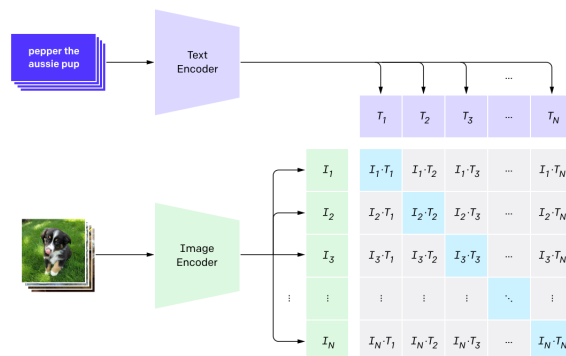 pepper the
aussie pup
Text
Encoder
...
T1 T2 T3 ... TN
I1 I1·T1 I1·T2 I1·T3 ... I1·TN
I2 I2·T1 I2·T2 I2·T3 ... I2·TN
Image
Encoder
I3 I3·T1 I3·T2 I3·T3 ... I3·TN
⋮ ⋮ ⋮ ⋮ ⋮ ⋱ ⋮
IN IN·T1 IN·T2 IN·T3 ... IN·TN